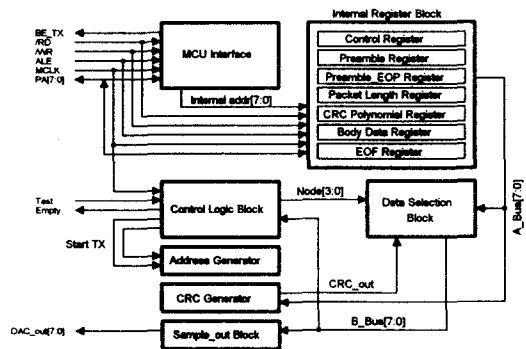 Internal Register Block
BE_TX
/RD
/WR
ALE
MCLK
PA[7:0]
MCU Interface
Internal addr[7:0]
Control Register
Preamble Register
Preamble_EOP Register
Packet Length Register
CRC Polynomial Register
Body Data Register
EOF Register
Test
Empty
Start TX
Control Logic Block
Node[3:0]
Data Selection
Block
A_Bus[7:0]
Address Generator
CRC Generator
CRC_out
B_Bus[7:0]
DAC_out[7:0]
Sample_out Block